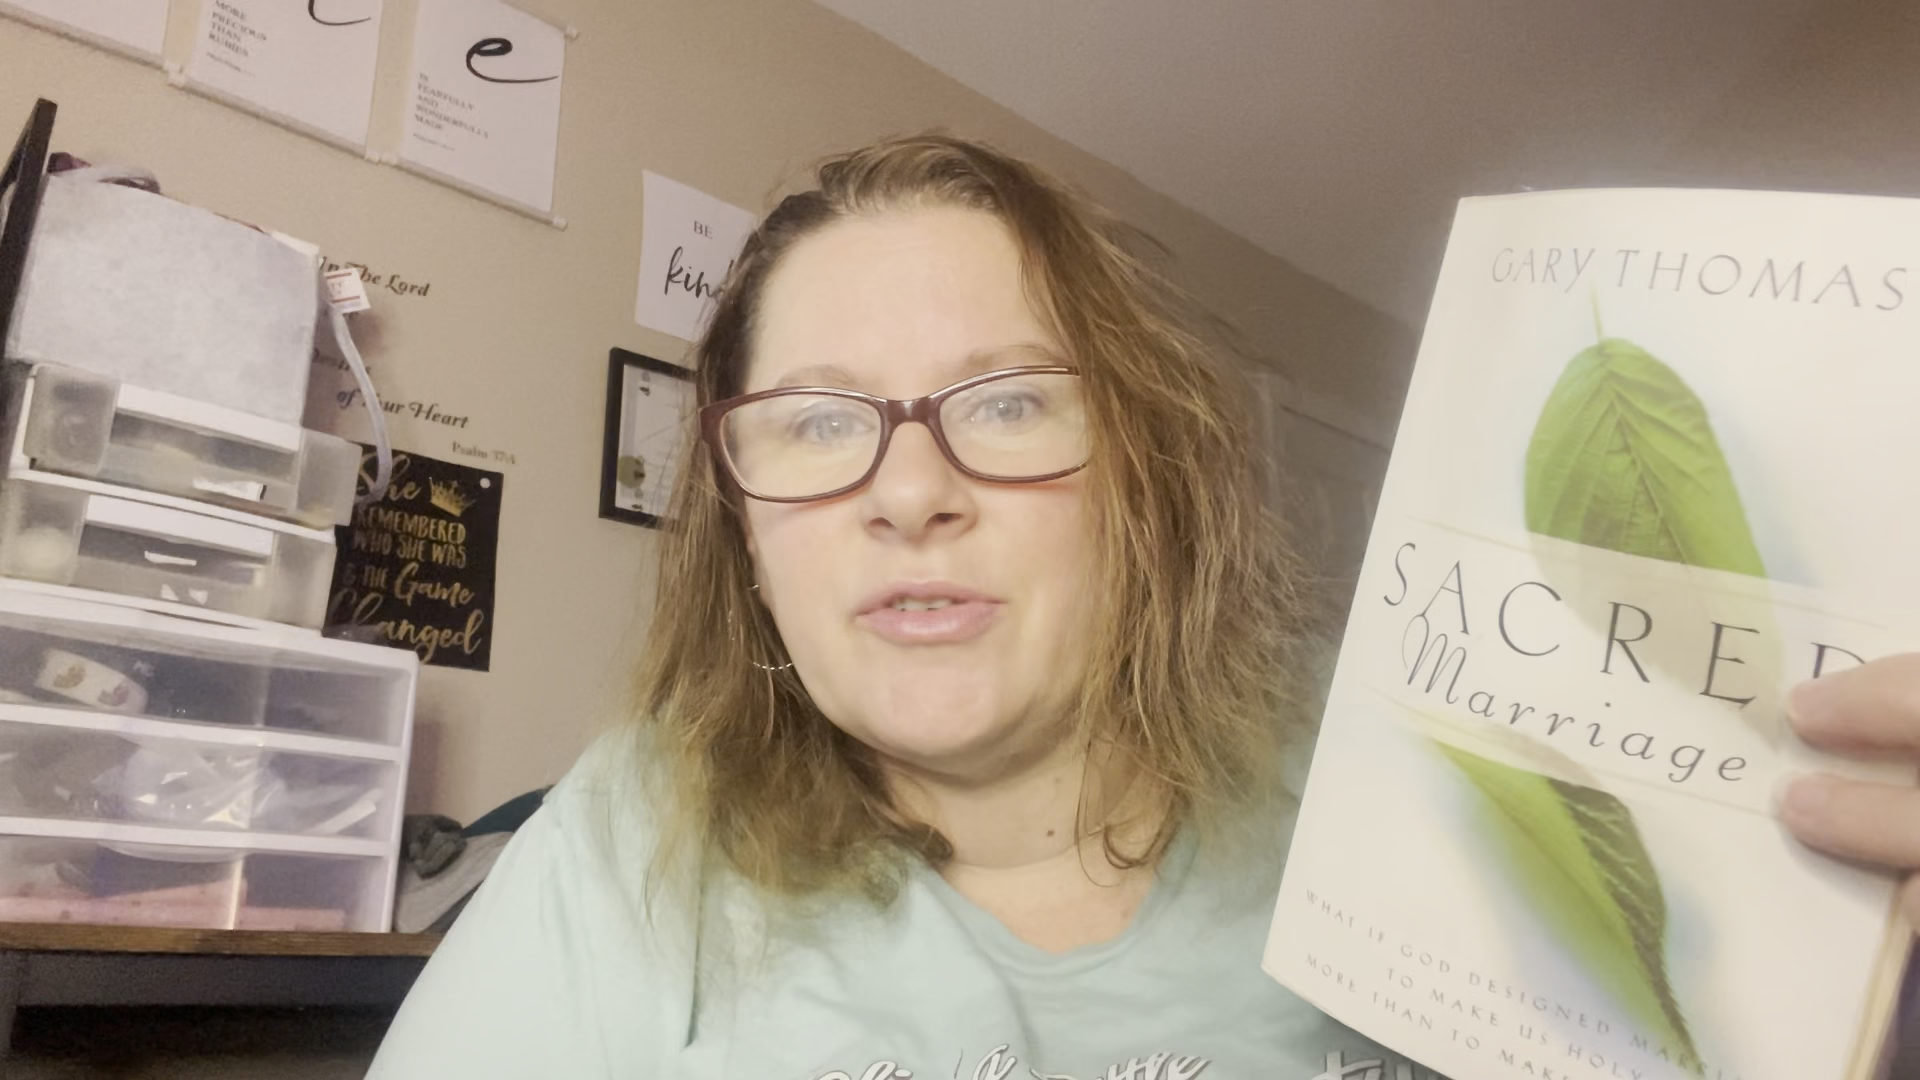 MORE
PRECIOUS
THAN
RUBIES
e
IS
FEARFULLY
AND
WONDERFULLY
MADE
BE
kind
In The Lord
of Your Heart
Psalm 37:4
She
REMEMBERED
WHO SHE WAS
& THE Game
Changed
GARY THOMAS
SACRED
Marriage
WHAT IF GOD DESIGNED
TO MAKE US HOLY
MORE THAN TO MAKE